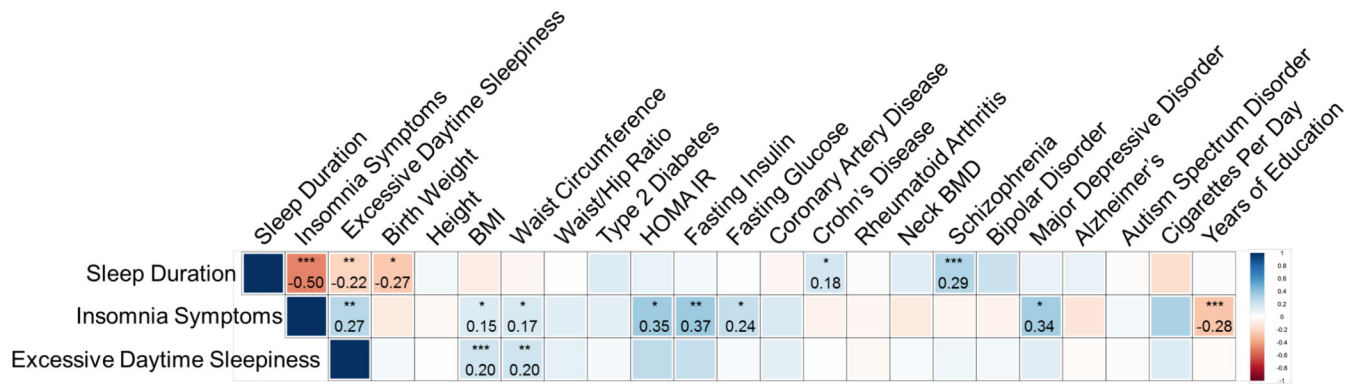 Sleep Duration
Insomnia Symptoms
Excessive Daytime Sleepiness
Birth Weight
Height
BMI
Waist Circumference
Waist/Hip Ratio
Type 2 Diabetes
HOMA IR
Fasting Insulin
Fasting Glucose
Coronary Artery Disease
Crohn's Disease
Rheumatoid Arthritis
Neck BMD
Schizophrenia
Bipolar Disorder
Major Depressive Disorder
Alzheimer's
Autism Spectrum Disorder
Cigarettes Per Day
Years of Education
Sleep Duration
*** ** * * ***
-0.50 -0.22 -0.27 0.18 0.29
Insomnia Symptoms
** * * * ** * * ***
0.27 0.15 0.17 0.35 0.37 0.24 0.34 -0.28
Excessive Daytime Sleepiness
*** **
0.20 0.20
1
0.8
0.6
0.4
0.2
0
-0.2
-0.4
-0.6
-0.8
-1